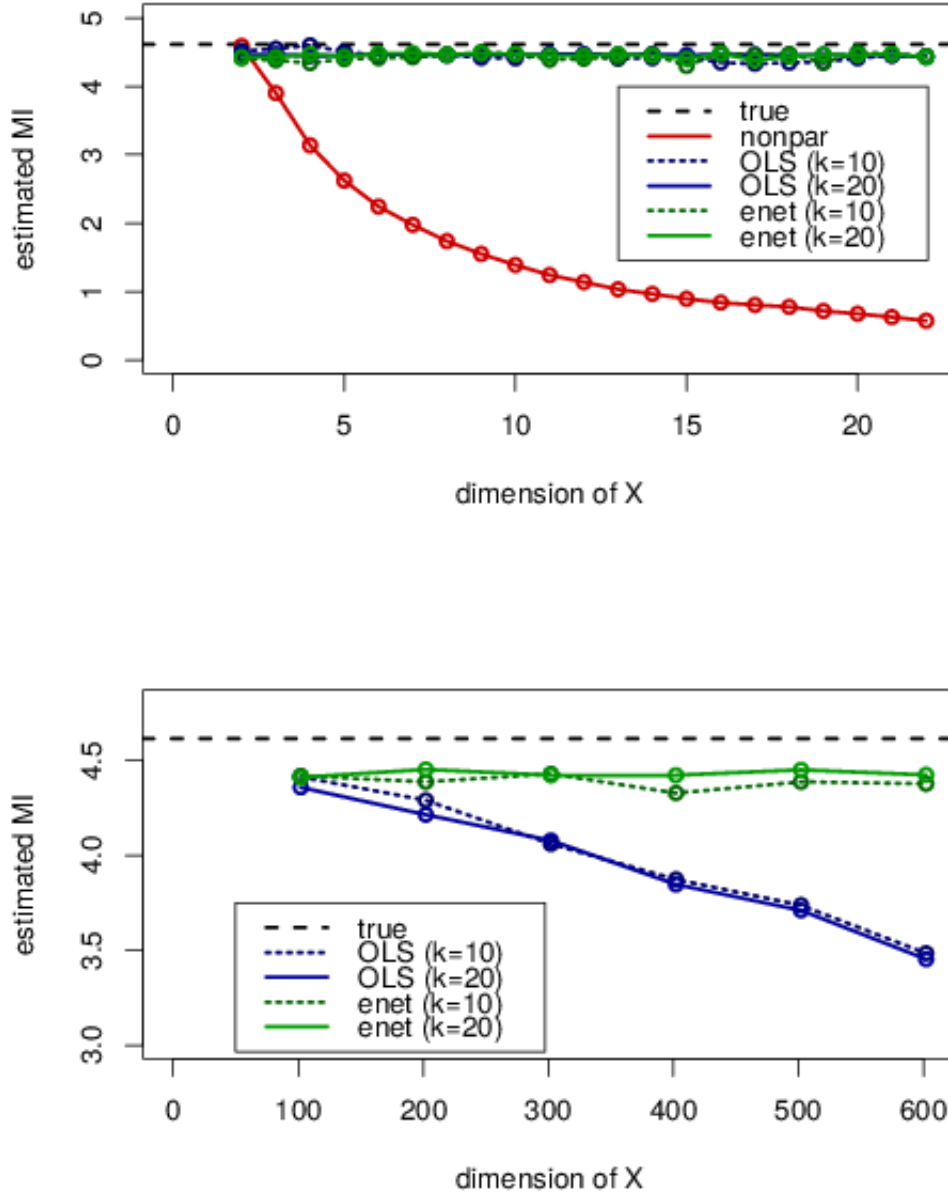 5
4
3
2
1
0
estimated MI
true
nonpar
OLS (k=10)
OLS (k=20)
enet (k=10)
enet (k=20)
0 5 10 15 20
dimension of X
4.5
4.0
3.5
3.0
estimated MI
true
OLS (k=10)
OLS (k=20)
enet (k=10)
enet (k=20)
0 100 200 300 400 500 600
dimension of X